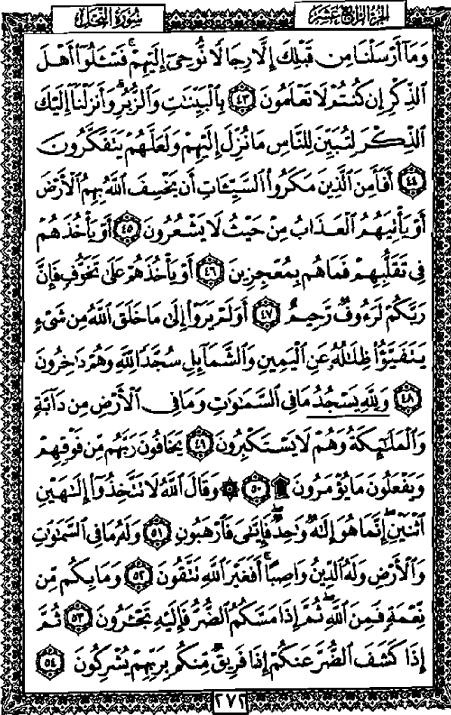 الجزء الرابع عشر سورة النحل
وَمَآ أَرْسَلْنَا مِن قَبْلِكَ إِلَّا رِجَالًا نُّوحِىٓ إِلَيْهِمْ ۚ فَسْـَٔلُوٓا۟ أَهْلَ
ٱلذِّكْرِ إِن كُنتُمْ لَا تَعْلَمُونَ ٤٣ بِٱلْبَيِّنَـٰتِ وَٱلزُّبُرِ ۗ وَأَنزَلْنَآ إِلَيْكَ
ٱلذِّكْرَ لِتُبَيِّنَ لِلنَّاسِ مَا نُزِّلَ إِلَيْهِمْ وَلَعَلَّهُمْ يَتَفَكَّرُونَ
٤٤ أَفَأَمِنَ ٱلَّذِينَ مَكَرُوا۟ ٱلسَّيِّـَٔاتِ أَن يَخْسِفَ ٱللَّهُ بِهِمُ ٱلْأَرْضَ
أَوْ يَأْتِيَهُمُ ٱلْعَذَابُ مِنْ حَيْثُ لَا يَشْعُرُونَ ٤٥ أَوْ يَأْخُذَهُمْ
فِى تَقَلُّبِهِمْ فَمَا هُم بِمُعْجِزِينَ ٤٦ أَوْ يَأْخُذَهُمْ عَلَىٰ تَخَوُّفٍ فَإِنَّ
رَبَّكُمْ لَرَءُوفٌ رَّحِيمٌ ٤٧ أَوَلَمْ يَرَوْا۟ إِلَىٰ مَا خَلَقَ ٱللَّهُ مِن شَىْءٍ
يَتَفَيَّؤُا۟ ظِلَـٰلُهُۥ عَنِ ٱلْيَمِينِ وَٱلشَّمَآئِلِ سُجَّدًا لِّلَّهِ وَهُمْ دَٰخِرُونَ
٤٨ وَلِلَّهِ يَسْجُدُ مَا فِى ٱلسَّمَـٰوَٰتِ وَمَا فِى ٱلْأَرْضِ مِن دَآبَّةٍ
وَٱلْمَلَـٰٓئِكَةُ وَهُمْ لَا يَسْتَكْبِرُونَ ٤٩ يَخَافُونَ رَبَّهُم مِّن فَوْقِهِمْ
وَيَفْعَلُونَ مَا يُؤْمَرُونَ ۩ ٥٠ ۞ وَقَالَ ٱللَّهُ لَا تَتَّخِذُوٓا۟ إِلَـٰهَيْنِ
ٱثْنَيْنِ ۖ إِنَّمَا هُوَ إِلَـٰهٌ وَٰحِدٌ ۖ فَإِيَّـٰىَ فَٱرْهَبُونِ ٥١ وَلَهُۥ مَا فِى ٱلسَّمَـٰوَٰتِ
وَٱلْأَرْضِ وَلَهُ ٱلدِّينُ وَاصِبًا ۚ أَفَغَيْرَ ٱللَّهِ تَتَّقُونَ ٥٢ وَمَا بِكُم مِّن
نِّعْمَةٍ فَمِنَ ٱللَّهِ ۖ ثُمَّ إِذَا مَسَّكُمُ ٱلضُّرُّ فَإِلَيْهِ تَجْـَٔرُونَ ٥٣ ثُمَّ
إِذَا كَشَفَ ٱلضُّرَّ عَنكُمْ إِذَا فَرِيقٌ مِّنكُم بِرَبِّهِمْ يُشْرِكُونَ ٥٤
٢٧٢